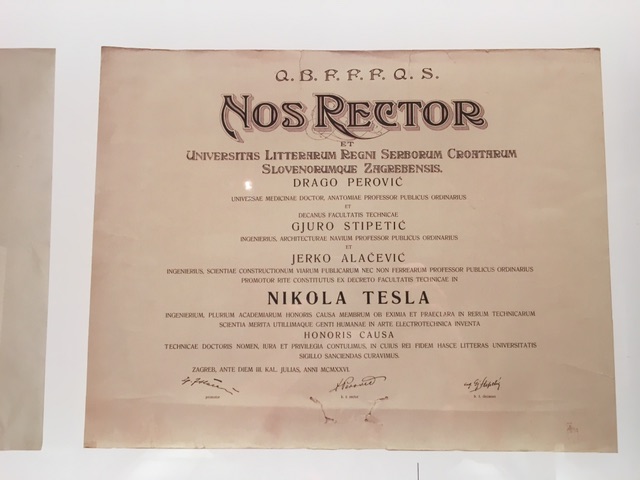 Q. B. F. F. F. Q. S.
NOS RECTOR
ET
UNIVERSITAS LITTERARUM REGNI SERBORUM CROATARUM
SLOVENORUMQUE ZAGREBENSIS.
DRAGO PEROVIĆ
UNIVERSAE MEDICINAE DOCTOR, ANATOMIAE PROFESSOR PUBLICUS ORDINARIUS
ET
DECANUS FACULTATIS TECHNICAE
GJURO STIPETIĆ
INGENIERIUS, ARCHITECTURAE NAVIUM PROFESSOR PUBLICUS ORDINARIUS
ET
JERKO ALAČEVIĆ
INGENIERIUS, SCIENTIAE CONSTRUCTIONUM VIARUM PUBLICARUM NEC NON FERREARUM PROFESSOR PUBLICUS ORDINARIUS
PROMOTOR RITE CONSTITUTUS EX DECRETO FACULTATIS TECHNICAE IN
NIKOLA TESLA
INGENIERIUM, PLURIUM ACADEMIARUM HONORIS CAUSA MEMBRUM OB EXIMIA ET PRAECLARA IN RERUM TECHNICARUM
SCIENTIA MERITA UTILLIMAQUE GENTI HUMANAE IN ARTE ELECTROTECHNICA INVENTA
HONORIS CAUSA
TECHNICAE DOCTORIS NOMEN, IURA ET PRIVILEGIA CONTULIMUS, IN CUIUS REI FIDEM HASCE LITTERAS UNIVERSITATIS
SIGILLO SANCIENDAS CURAVIMUS.
ZAGREB, ANTE DIEM III. KAL. JULIAS, ANNI MCMXXVI.